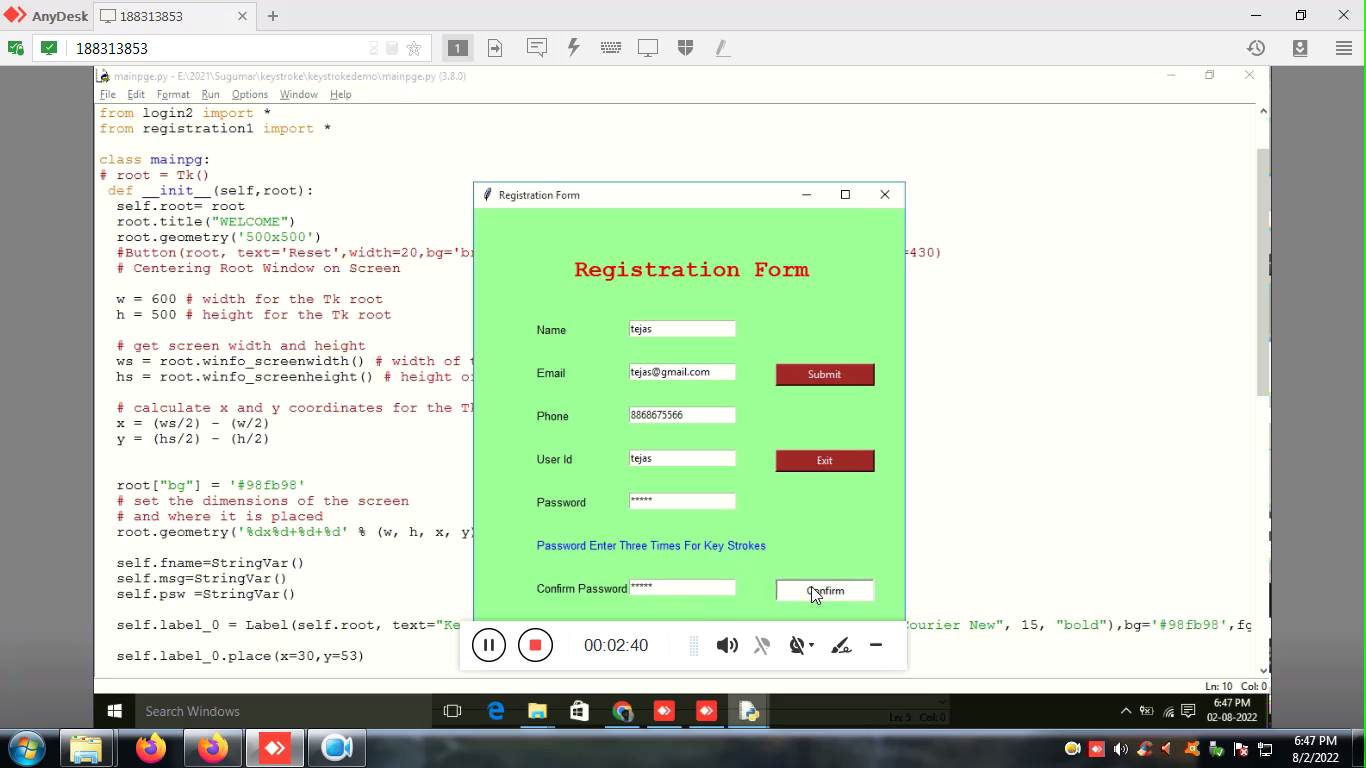 AnyDesk 188313853
188313853 1
mainpge.py - E:\2021\Sugumar\keystroke\keystrokedemo\mainpge.py (3.8.0)
File Edit Format Run Options Window Help
from login2 import *
from registration1 import *
class mainpg:
# root = Tk()
def __init__(self,root):
self.root= root
root.title("WELCOME")
root.geometry('500x500')
#Button(root, text='Reset',width=20,bg='br
=430)
# Centering Root Window on Screen
w = 600 # width for the Tk root
h = 500 # height for the Tk root
# get screen width and height
ws = root.winfo_screenwidth() # width of t
hs = root.winfo_screenheight() # height o
# calculate x and y coordinates for the T
x = (ws/2) - (w/2)
y = (hs/2) - (h/2)
root["bg"] = '#98fb98'
# set the dimensions of the screen
# and where it is placed
root.geometry('%dx%d+%d+%d' % (w, h, x, y)
self.fname=StringVar()
self.msg=StringVar()
self.psw =StringVar()
self.label_0 = Label(self.root, text="Ke
ourier New", 15, "bold"),bg='#98fb98',fg
self.label_0.place(x=30,y=53)
Registration Form
Registration Form
Name tejas
Email tejas@gmail.com Submit
Phone 8868675566
User Id tejas Exit
Password *****
Password Enter Three Times For Key Strokes
Confirm Password ***** Confirm
00:02:40
Ln: 10 Col: 0
Search Windows
Ln: 5 Col: 0
6:47 PM
02-08-2022
6:47 PM
8/2/2022